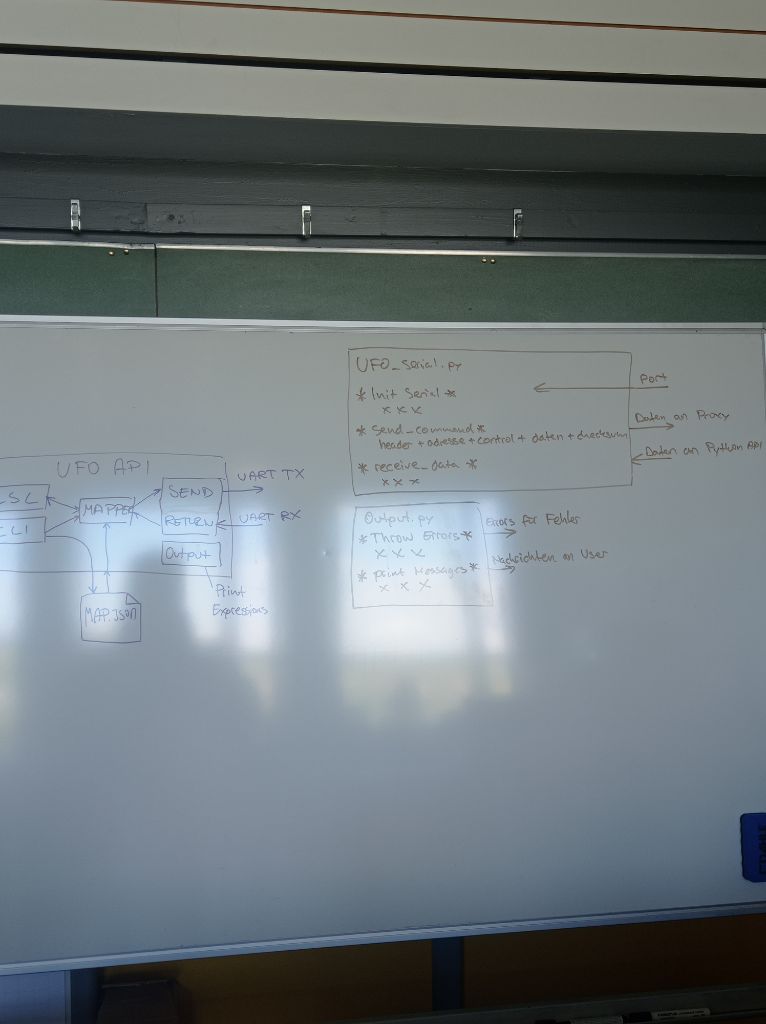 UFO API
CLI
MAPPER
SEND
RETURN
Output
UART TX
UART RX
Print
Expressions
MAP.JSON
UFO_Serial.py
* Init Serial *
x x x
* Send_command *
header + adresse + control + daten + checksum
* receive_data *
x x x
Port
Daten an Proxy
Daten an Python API
Output.py
* Throw Errors *
x x x
* print Messages *
x x x
Errors für Fehler
Nachrichten an User